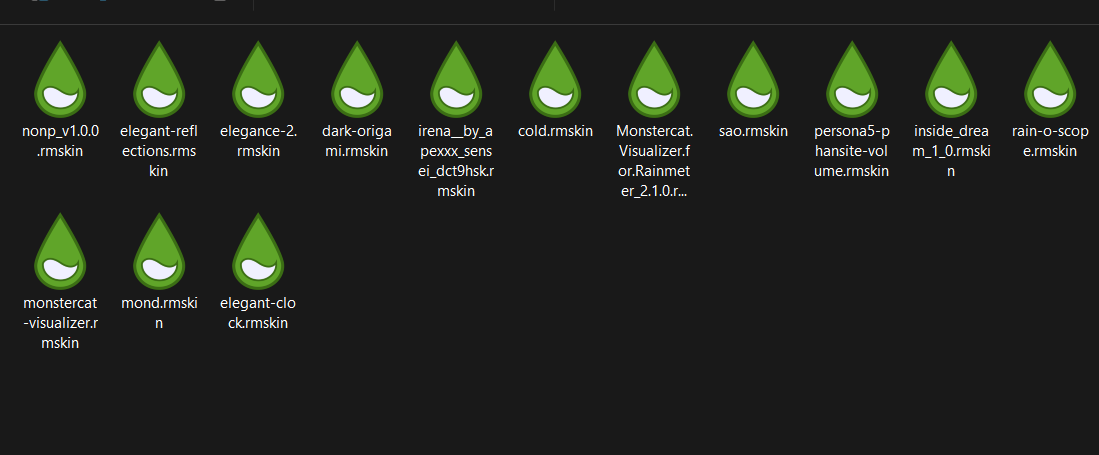 nonp_v1.0.0
.rmskin
elegant-refl
ections.rms
kin
elegance-2.
rmskin
dark-origa
mi.rmskin
irena__by_a
pexxx_sens
ei_dct9hsk.r
mskin
cold.rmskin
Monstercat.
Visualizer.f
or.Rainmet
er_2.1.0.r...
sao.rmskin
persona5-p
hansite-vol
ume.rmskin
inside_drea
m_1_0.rmski
n
rain-o-scop
e.rmskin
monstercat
-visualizer.r
mskin
mond.rmski
n
elegant-clo
ck.rmskin